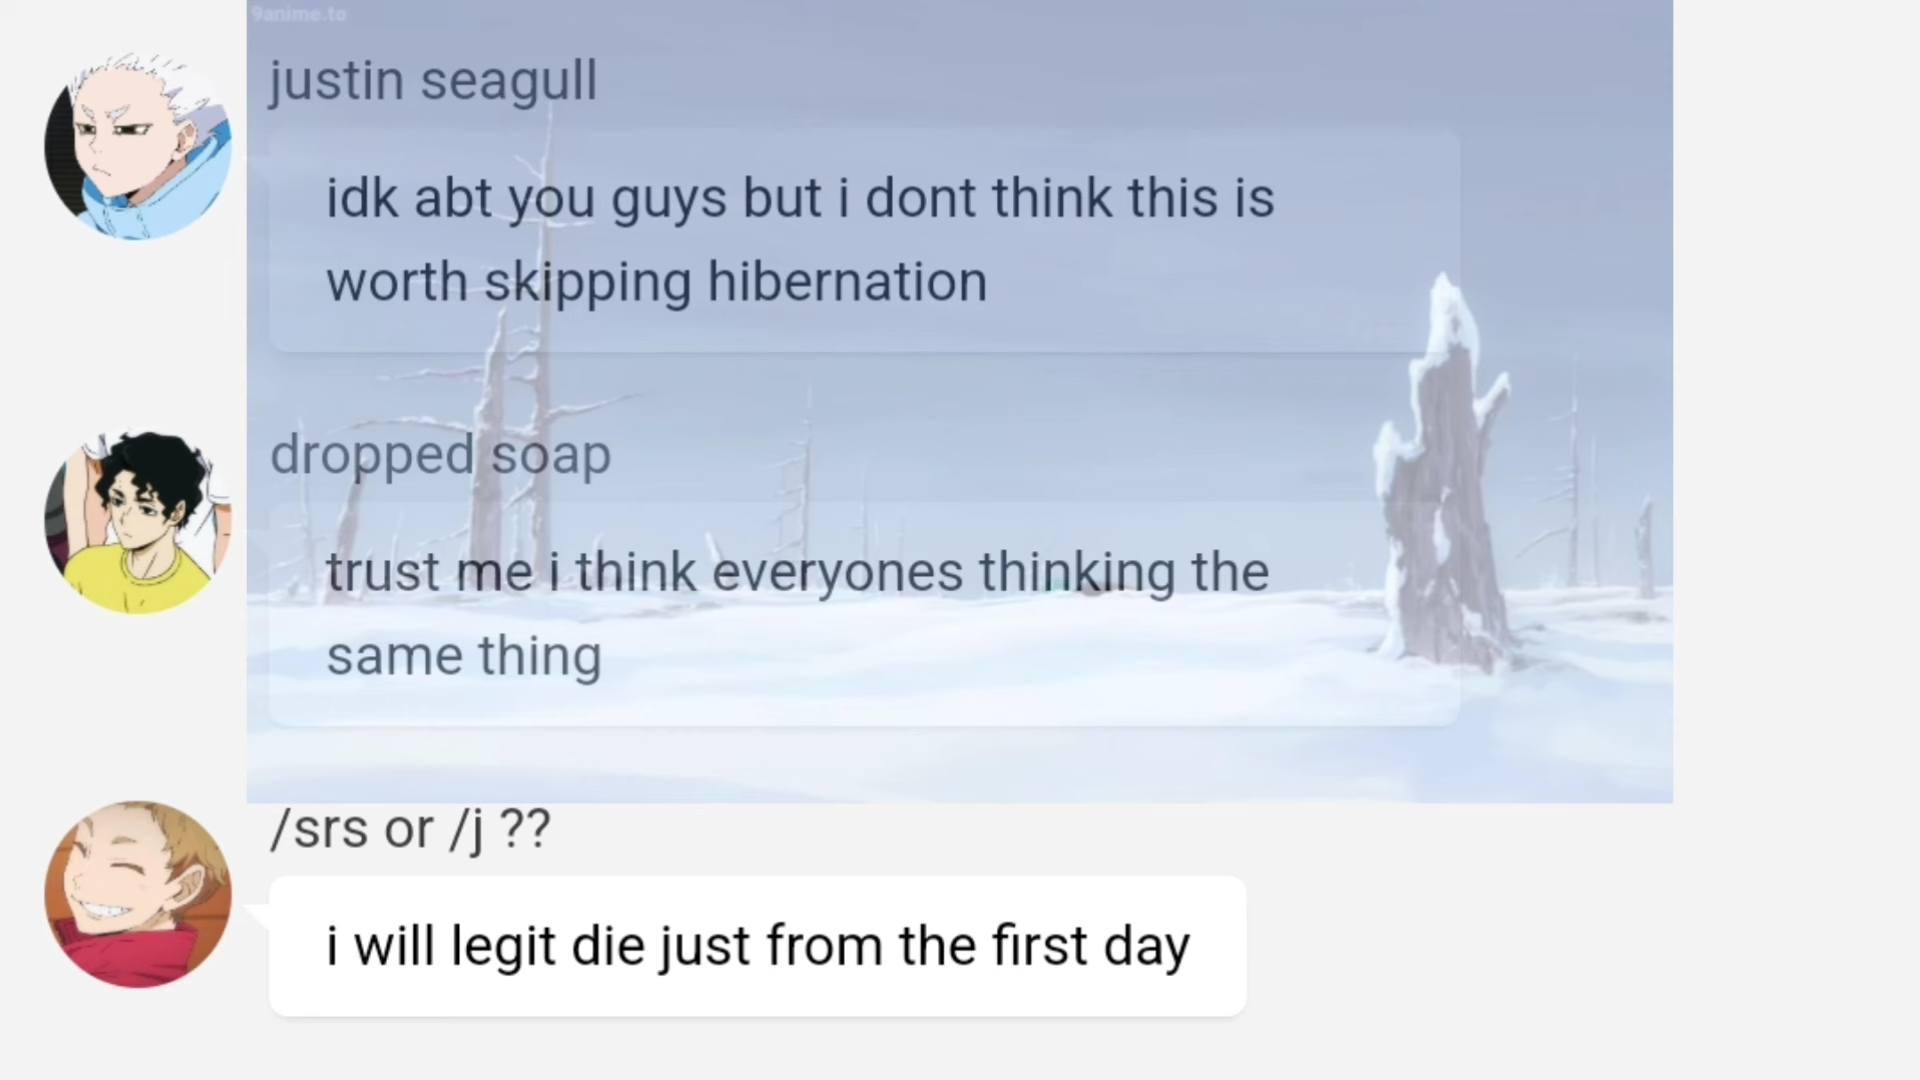 9anime.to
justin seagull
idk abt you guys but i dont think this is
worth skipping hibernation
dropped soap
trust me i think everyones thinking the
same thing
/srs or /j ??
i will legit die just from the first day